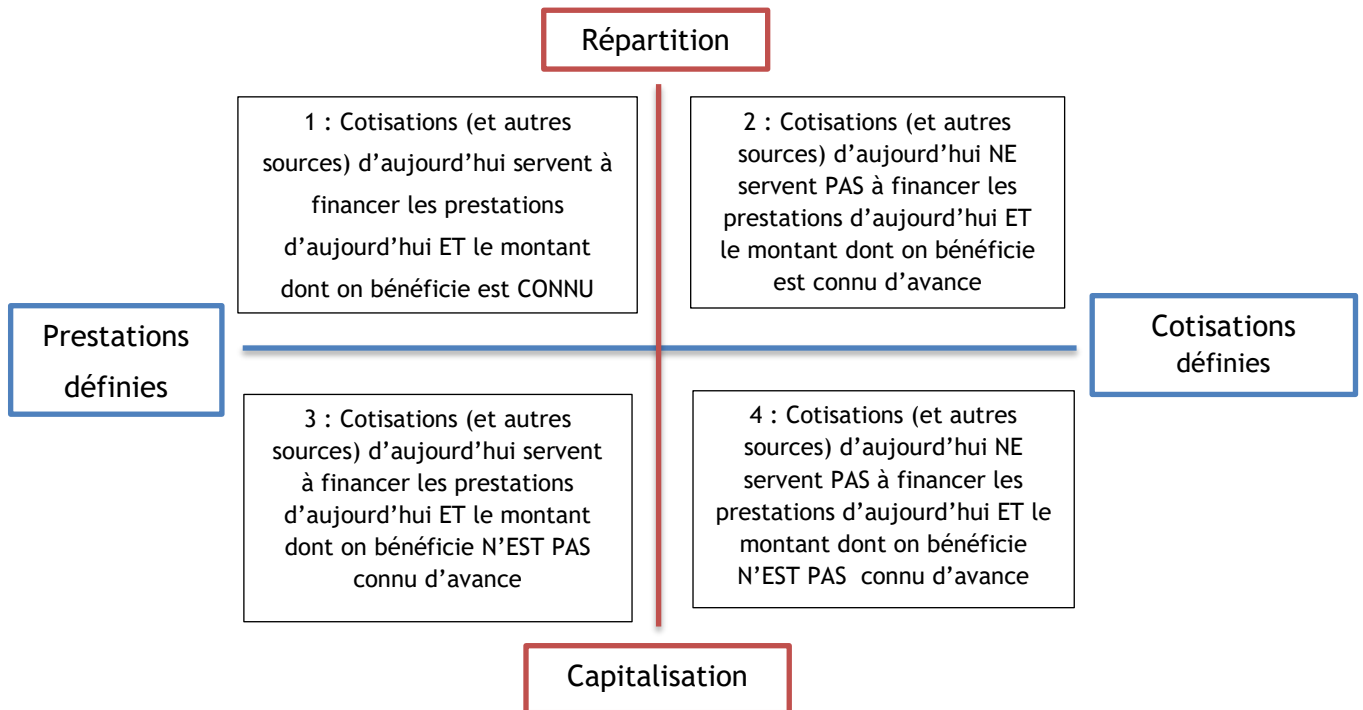 Répartition
1 : Cotisations (et autres
sources) d’aujourd’hui servent à
financer les prestations
d’aujourd’hui ET le montant
dont on bénéficie est CONNU
2 : Cotisations (et autres
sources) d’aujourd’hui NE
servent PAS à financer les
prestations d’aujourd’hui ET
le montant dont on bénéficie
est connu d’avance
Prestations
définies
Cotisations
définies
3 : Cotisations (et autres
sources) d’aujourd’hui servent
à financer les prestations
d’aujourd’hui ET le montant
dont on bénéficie N’EST PAS
connu d’avance
4 : Cotisations (et autres
sources) d’aujourd’hui NE
servent PAS à financer les
prestations d’aujourd’hui ET le
montant dont on bénéficie
N’EST PAS  connu d’avance
Capitalisation